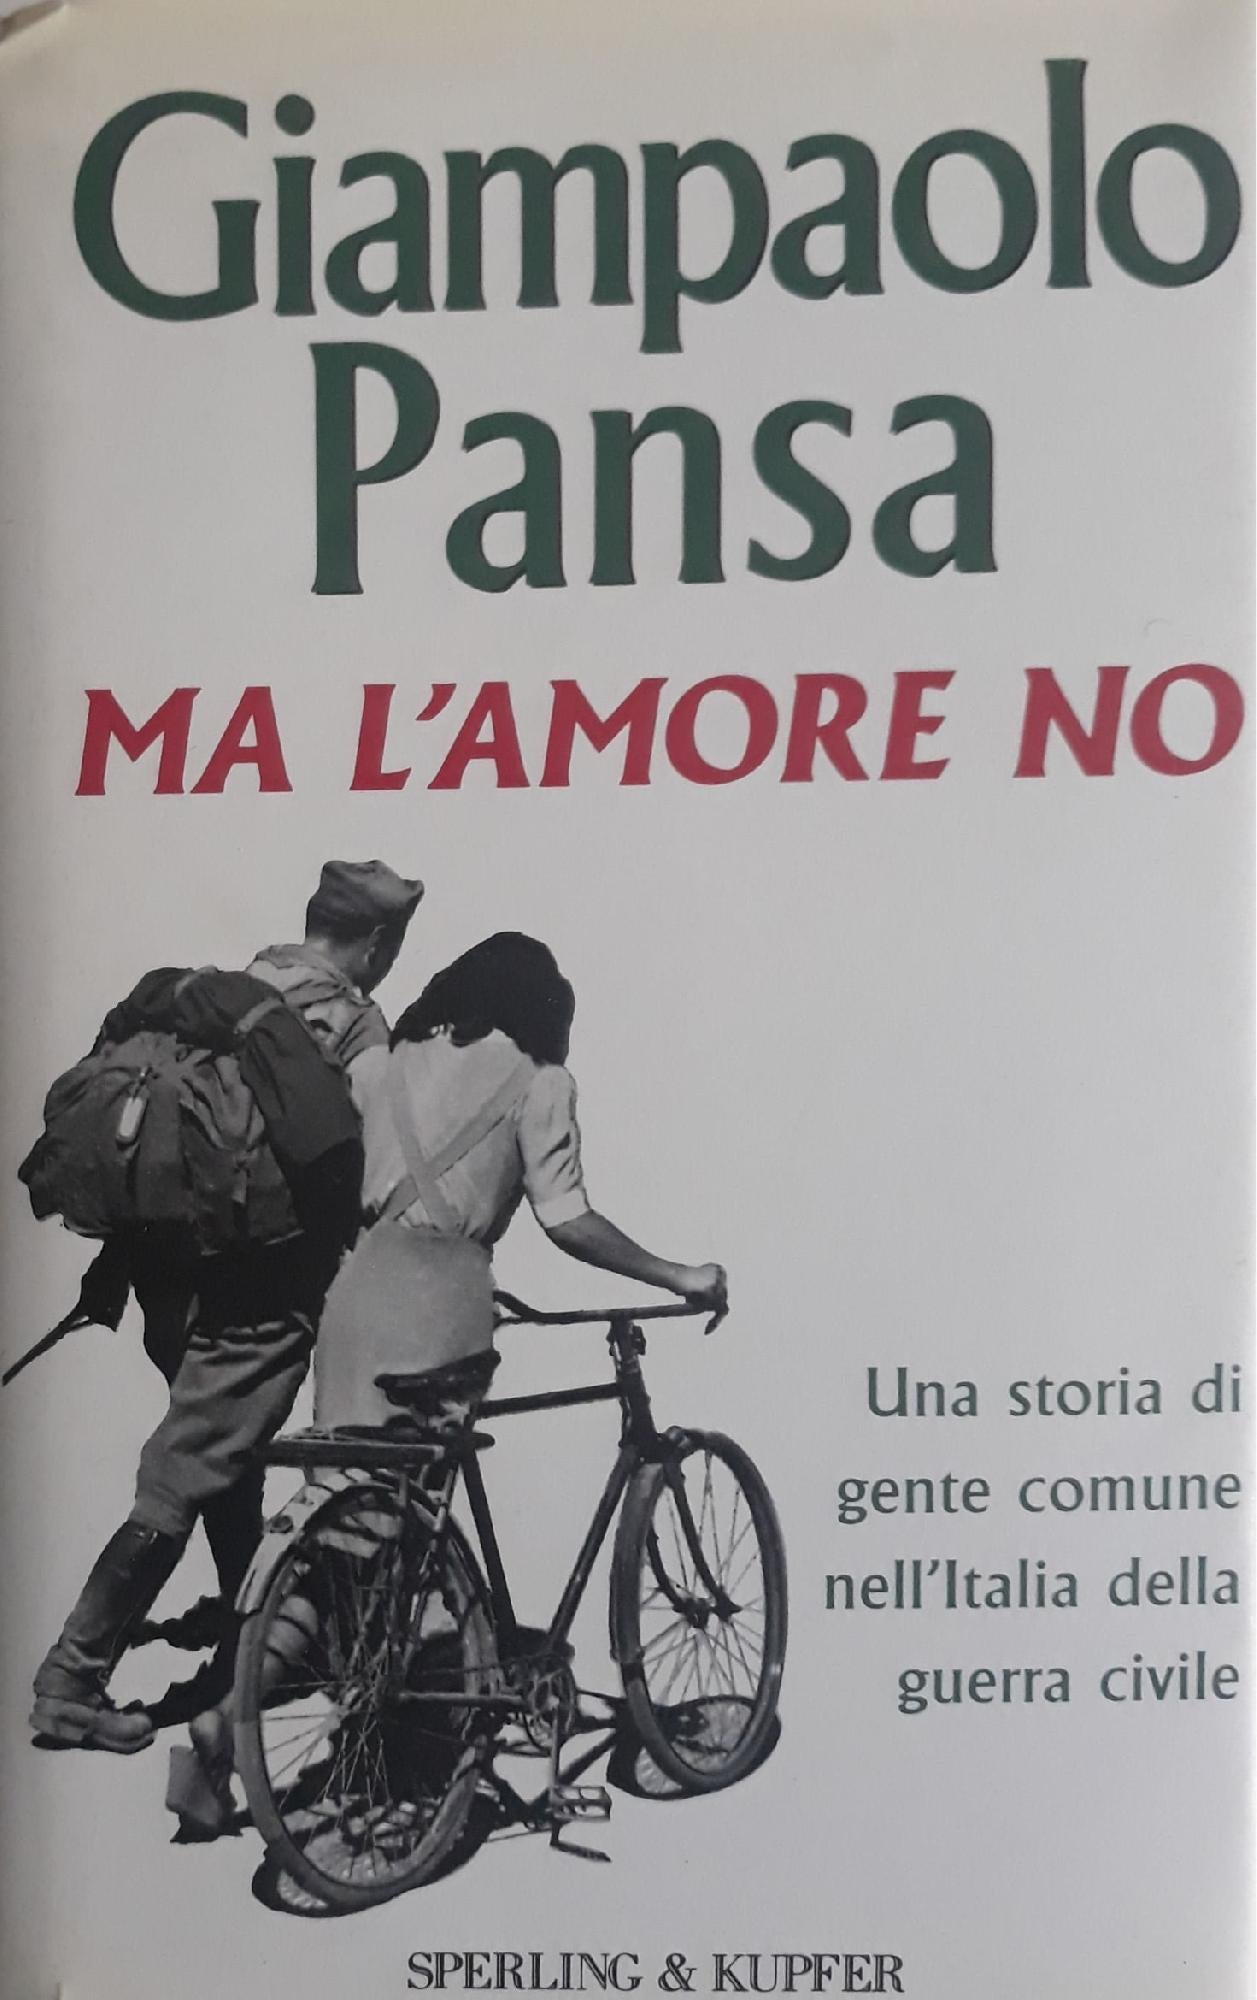 Giampaolo
Pansa
MA L'AMORE NO
Una storia di
gente comune
nell'Italia della
guerra civile
SPERLING & KUPFER